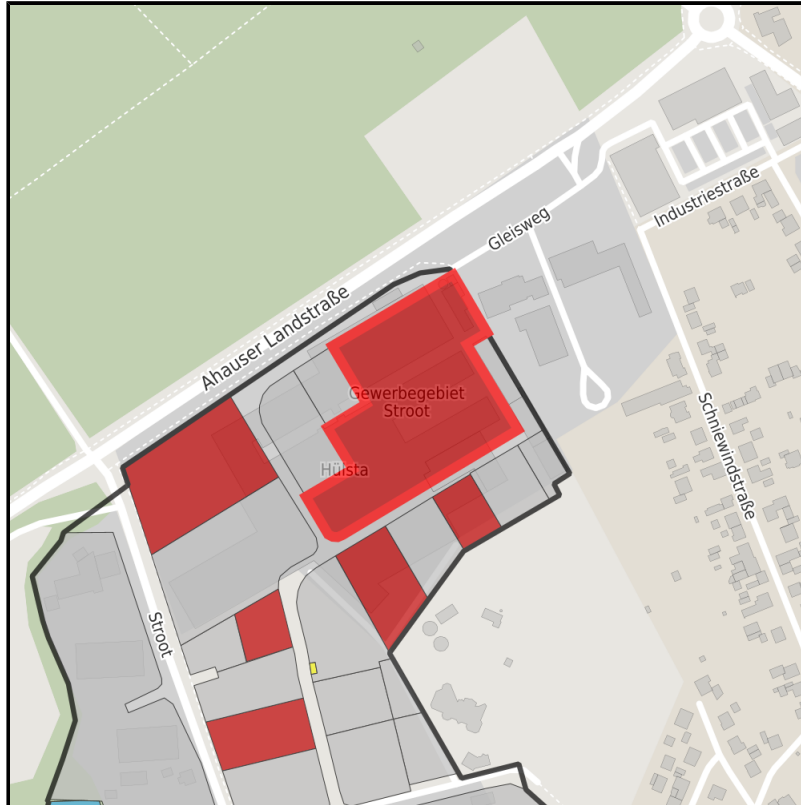 Industriestraße
Gleisweg
Ahauser Landstraße
Gewerbegebiet
Stroot
Hülsta
Schniewindstraße
Stroot